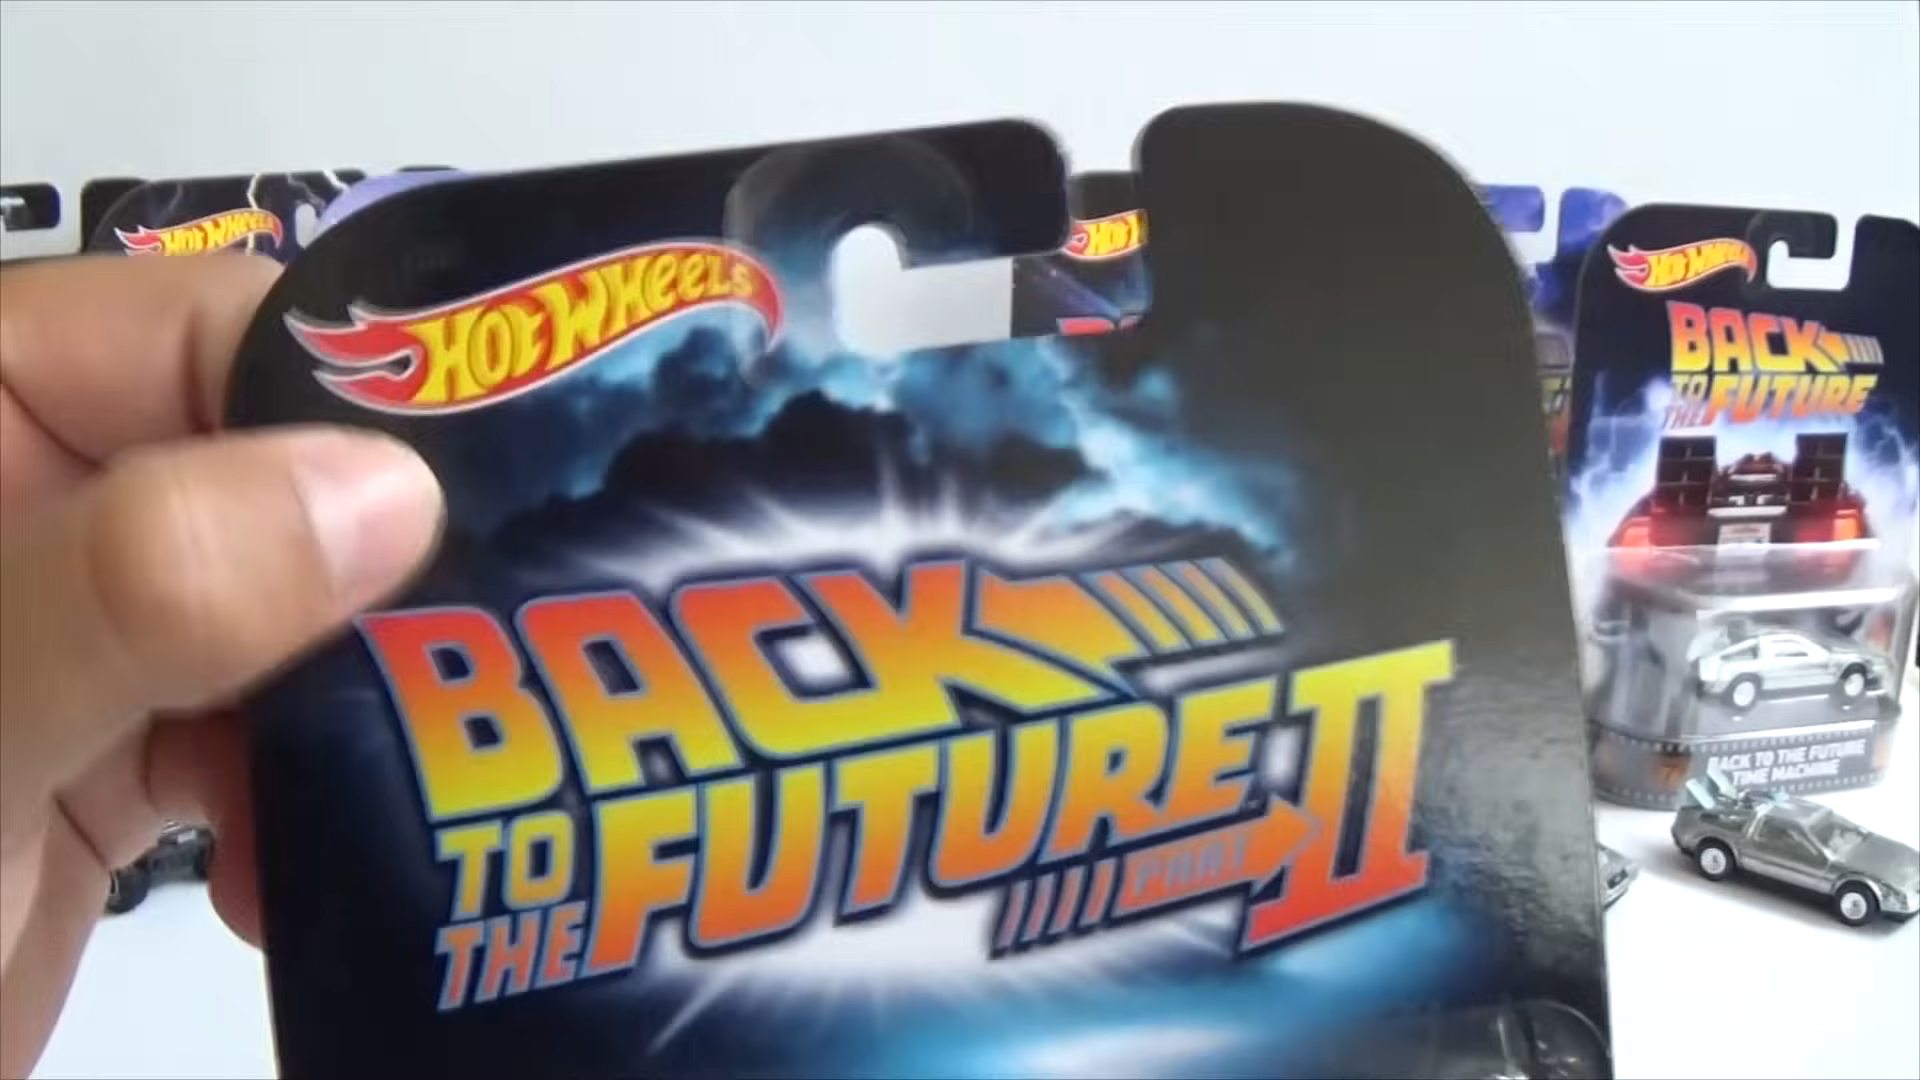 HOT WHEELS
BACK
TO THE FUTURE
PART II
HOT WHEELS
HOT W
HOT WHEELS
BACK
TO THE FUTURE
BACK TO THE FUTURE
TIME MACHINE